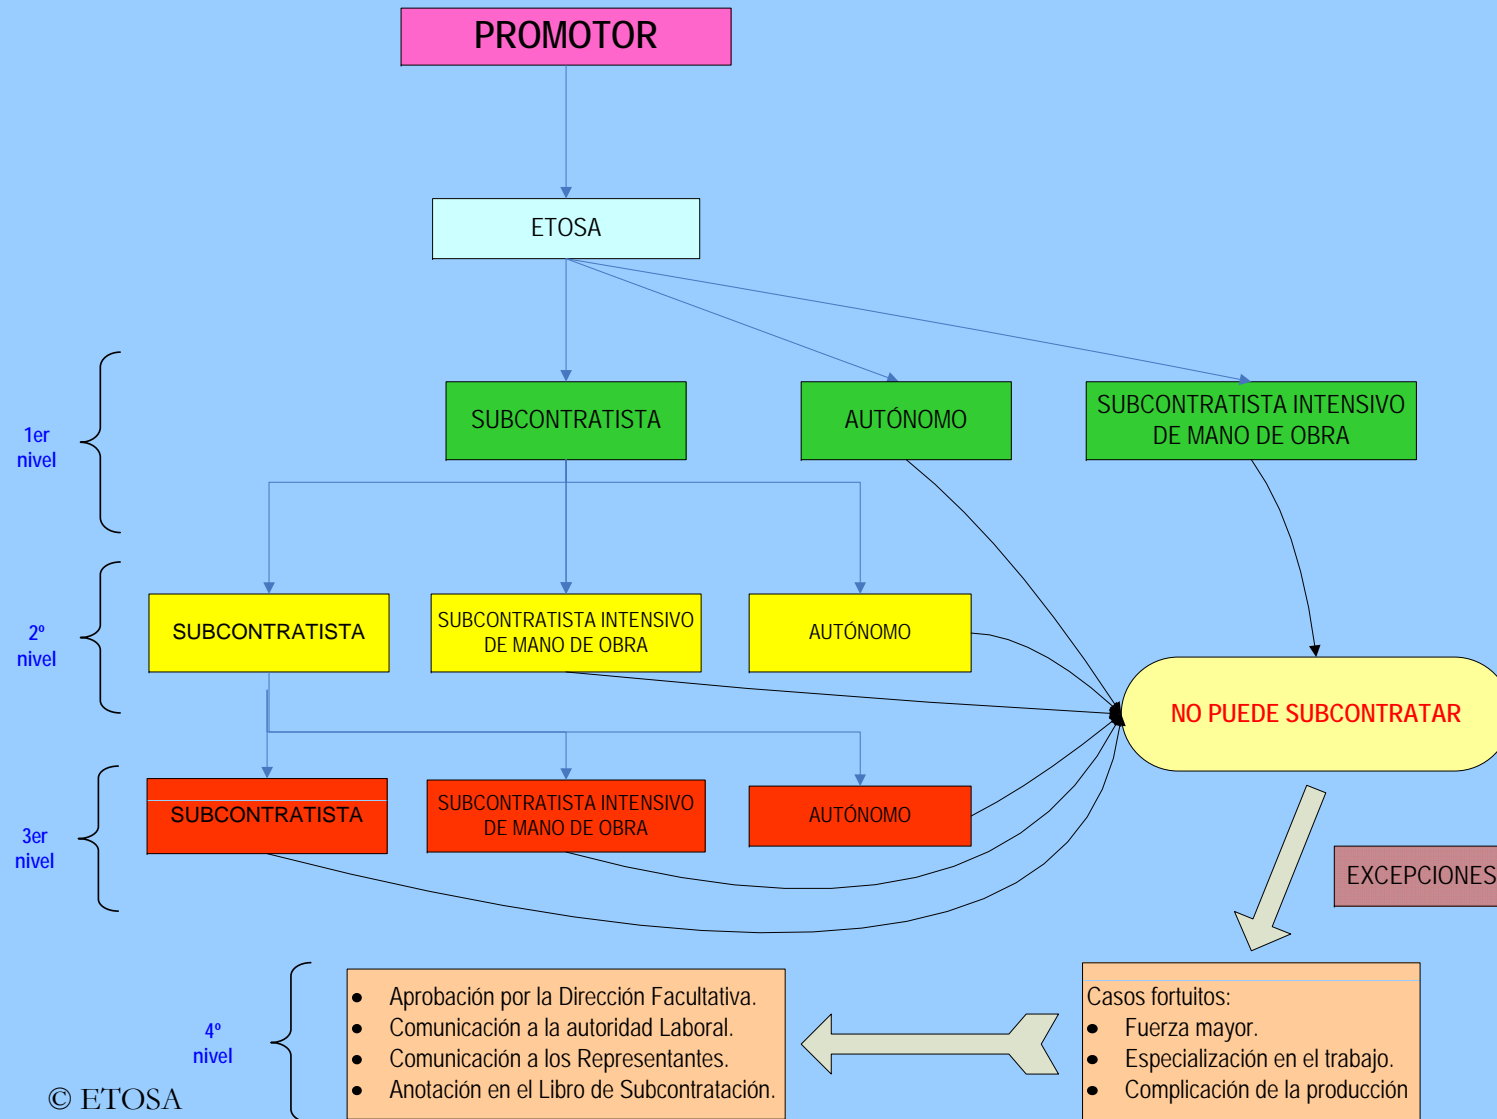 PROMOTOR
ETOSA
1er
nivel
SUBCONTRATISTA
AUTÓNOMO
SUBCONTRATISTA INTENSIVO
DE MANO DE OBRA
2º
nivel
SUBCONTRATISTA
SUBCONTRATISTA INTENSIVO
DE MANO DE OBRA
AUTÓNOMO
NO PUEDE SUBCONTRATAR
3er
nivel
SUBCONTRATISTA
SUBCONTRATISTA INTENSIVO
DE MANO DE OBRA
AUTÓNOMO
EXCEPCIONES
4º
nivel
• Aprobación por la Dirección Facultativa.
• Comunicación a la autoridad Laboral.
• Comunicación a los Representantes.
• Anotación en el Libro de Subcontratación.
Casos fortuitos:
• Fuerza mayor.
• Especialización en el trabajo.
• Complicación de la producción
© ETOSA